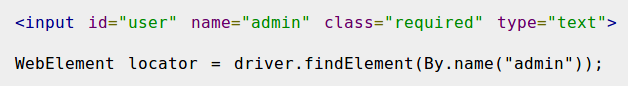 <input id="user" name="admin" class="required" type="text">
WebElement locator = driver.findElement(By.name("admin"));